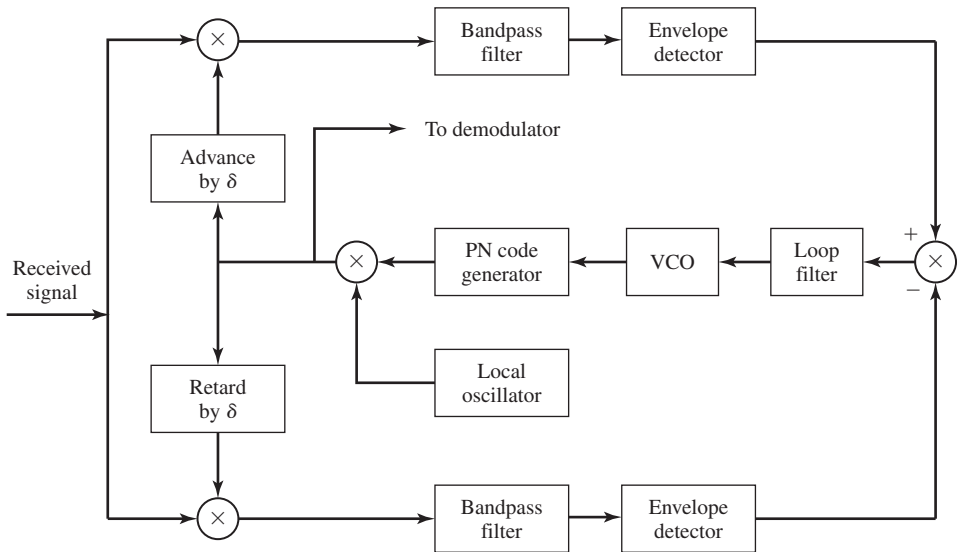 ×
Bandpass
filter
Envelope
detector
To demodulator
Advance
by δ
+
Received
signal
×
PN code
generator
VCO
Loop
filter
×
−
Local
oscillator
Retard
by δ
×
Bandpass
filter
Envelope
detector